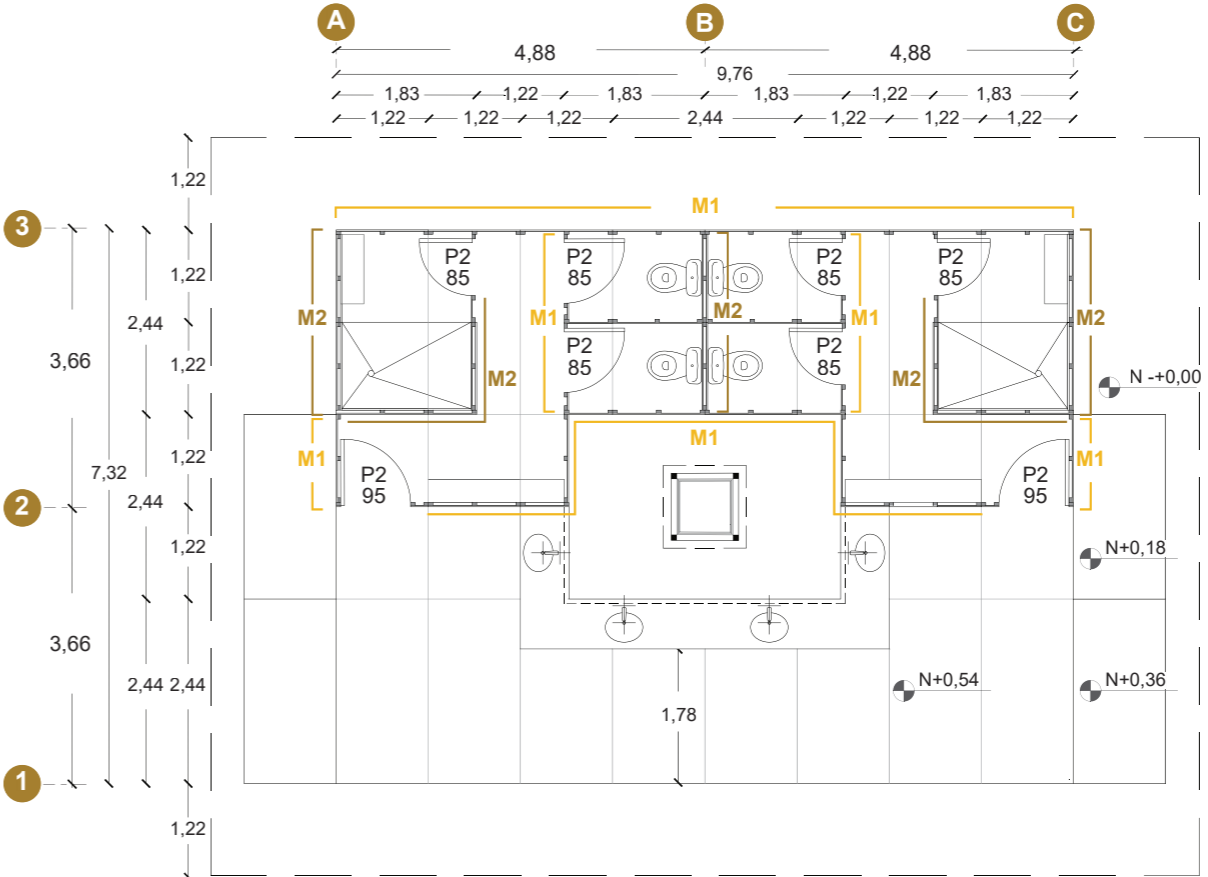 A B C
4,88 4,88
9,76
1,83 1,22 1,83 1,83 1,22 1,83
1,22 1,22 1,22 2,44 1,22 1,22 1,22
1,22
M1
3
P2 P2 P2 P2
85 85 85 85
1,22
M2 M1 M2 M1 M2
2,44
P2 P2
85 85
3,66 1,22
M2 M2
N -+0,00
M1 M1 M1
7,32 1,22
P2 P2
95 95
2 2,44
1,22
N+0,18
3,66
2,44 2,44
N+0,54 N+0,36
1,78
1
1,22